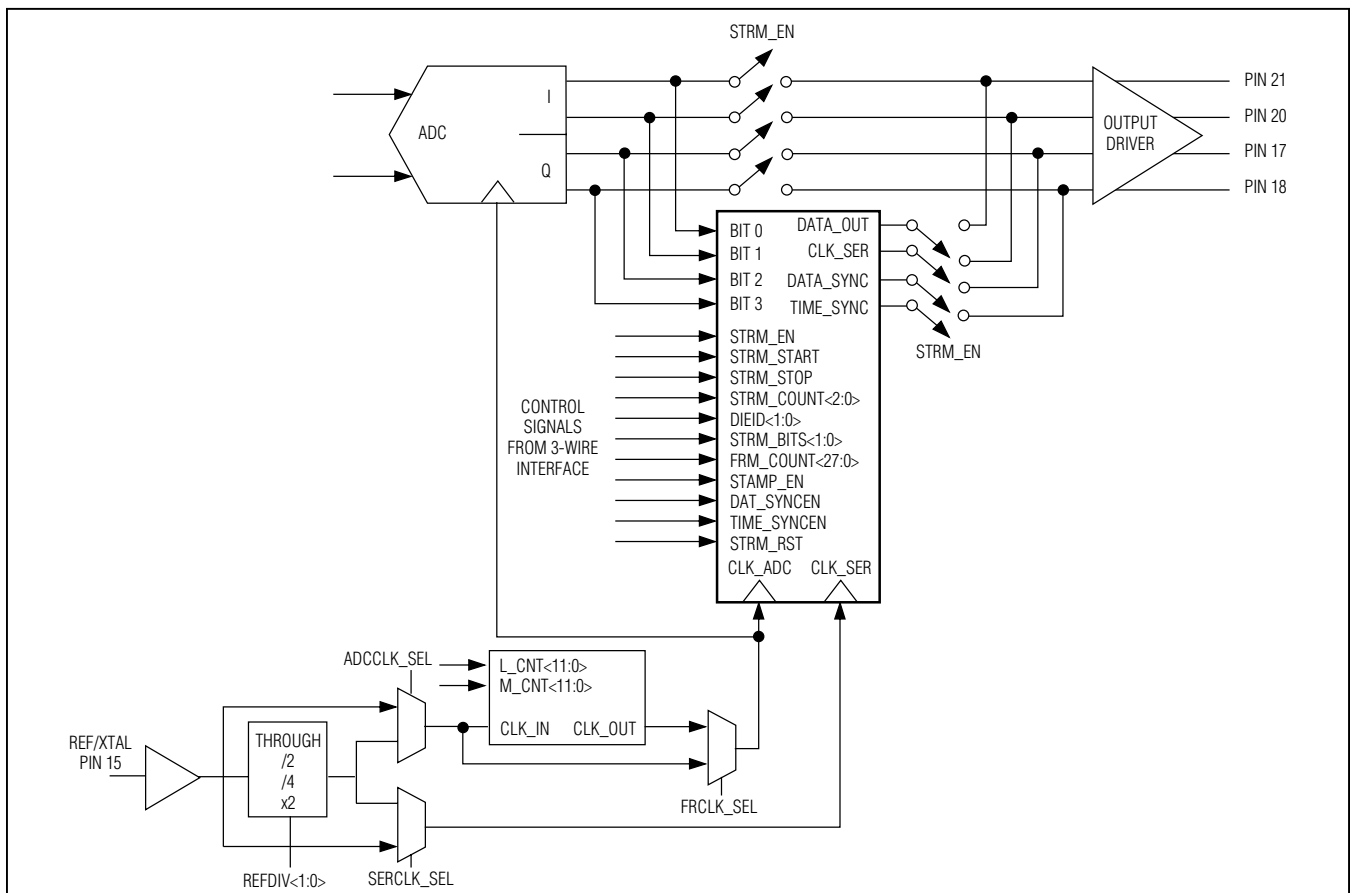 STRM_EN
I
ADC
Q
OUTPUT
DRIVER
PIN 21
PIN 20
PIN 17
PIN 18
BIT 0
BIT 1
BIT 2
BIT 3
DATA_OUT
CLK_SER
DATA_SYNC
TIME_SYNC
STRM_EN
CONTROL
SIGNALS
FROM 3-WIRE
INTERFACE
STRM_EN
STRM_START
STRM_STOP
STRM_COUNT<2:0>
DIEID<1:0>
STRM_BITS<1:0>
FRM_COUNT<27:0>
STAMP_EN
DAT_SYNCEN
TIME_SYNCEN
STRM_RST
CLK_ADC
CLK_SER
ADCCLK_SEL
L_CNT<11:0>
M_CNT<11:0>
CLK_IN
CLK_OUT
FRCLK_SEL
REF/XTAL
PIN 15
THROUGH
/2
/4
x2
REFDIV<1:0>
SERCLK_SEL